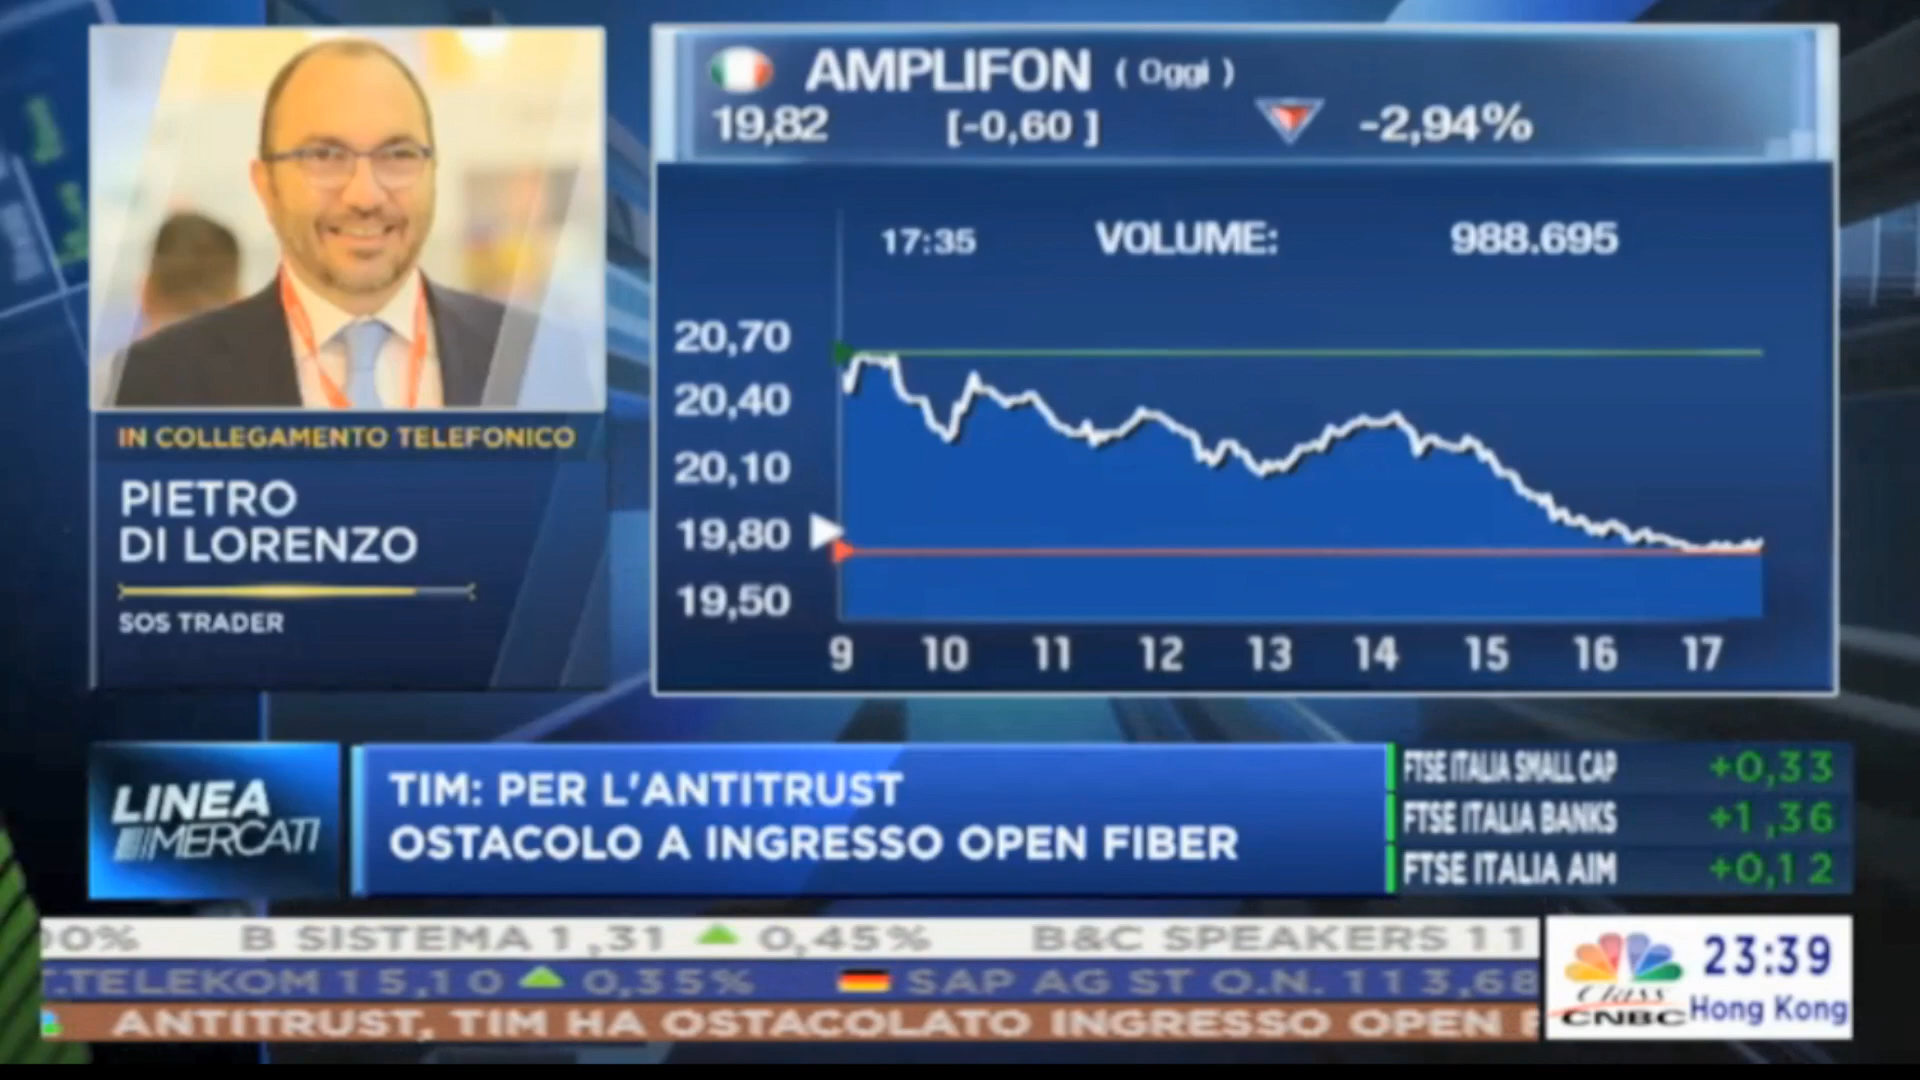 AMPLIFON ( Oggi )
19,82 [-0,60 ] -2,94%
17:35 VOLUME: 988.695
20,70
20,40
20,10
19,80
19,50
9 10 11 12 13 14 15 16 17
IN COLLEGAMENTO TELEFONICO
PIETRO
DI LORENZO
SOS TRADER
LINEA
MERCATI
TIM: PER L'ANTITRUST
OSTACOLO A INGRESSO OPEN FIBER
FTSE ITALIA SMALL CAP +0,33
FTSE ITALIA BANKS +1,36
FTSE ITALIA AIM +0,12
00% B SISTEMA 1,31 0,45% B&C SPEAKERS 11
T.TELEKOM 15,10 0,35% SAP AG ST O.N. 113,68
ANTITRUST, TIM HA OSTACOLATO INGRESSO OPEN F
23:39
Class
CNBC
Hong Kong